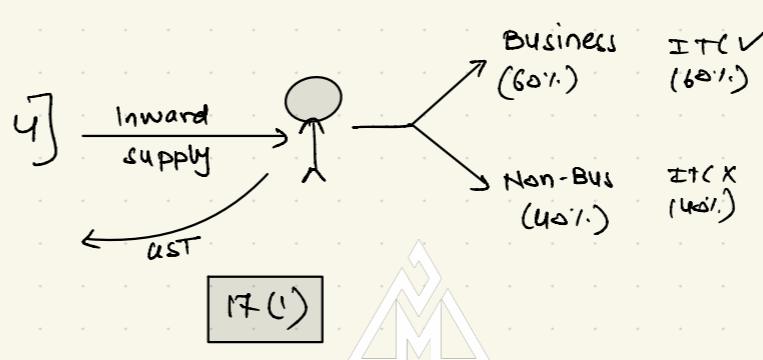 4]
Inward
supply
GST
Business
(60%)
ITC ✓
(60%)
Non-Bus
(40%)
ITC X
(40%)
17(1)
M